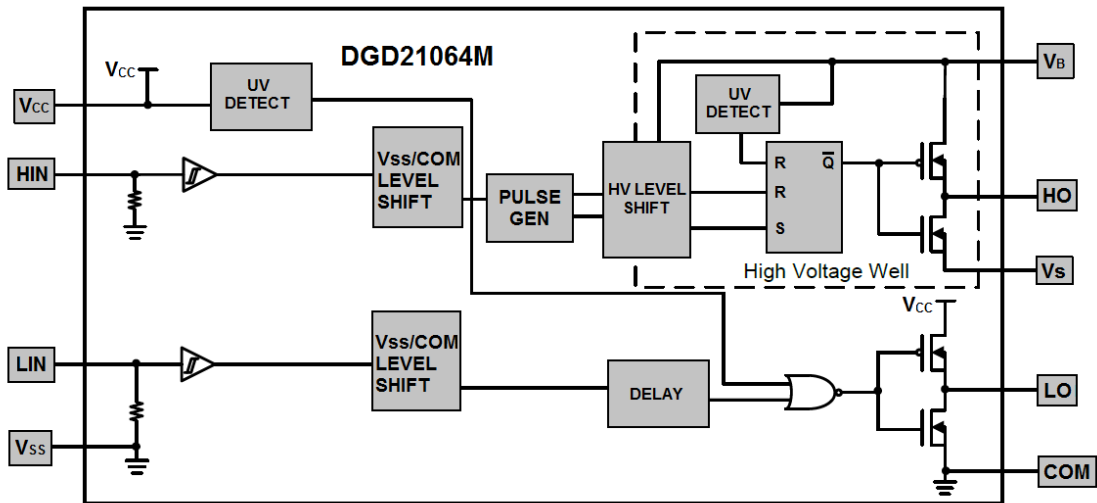 DGD21064M
VCC
VCC
UV
DETECT
VB
UV
DETECT
HIN
Vss/COM
LEVEL
SHIFT
PULSE
GEN
HV LEVEL
SHIFT
R
R
S
Q̅
HO
High Voltage Well
Vs
VCC
LIN
Vss/COM
LEVEL
SHIFT
DELAY
LO
VSS
COM